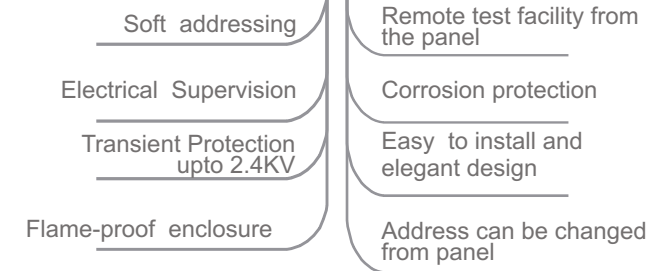 Soft addressing
Electrical Supervision
Transient Protection
upto 2.4KV
Flame-proof enclosure
Remote test facility from
the panel
Corrosion protection
Easy to install and
elegant design
Address can be changed
from panel